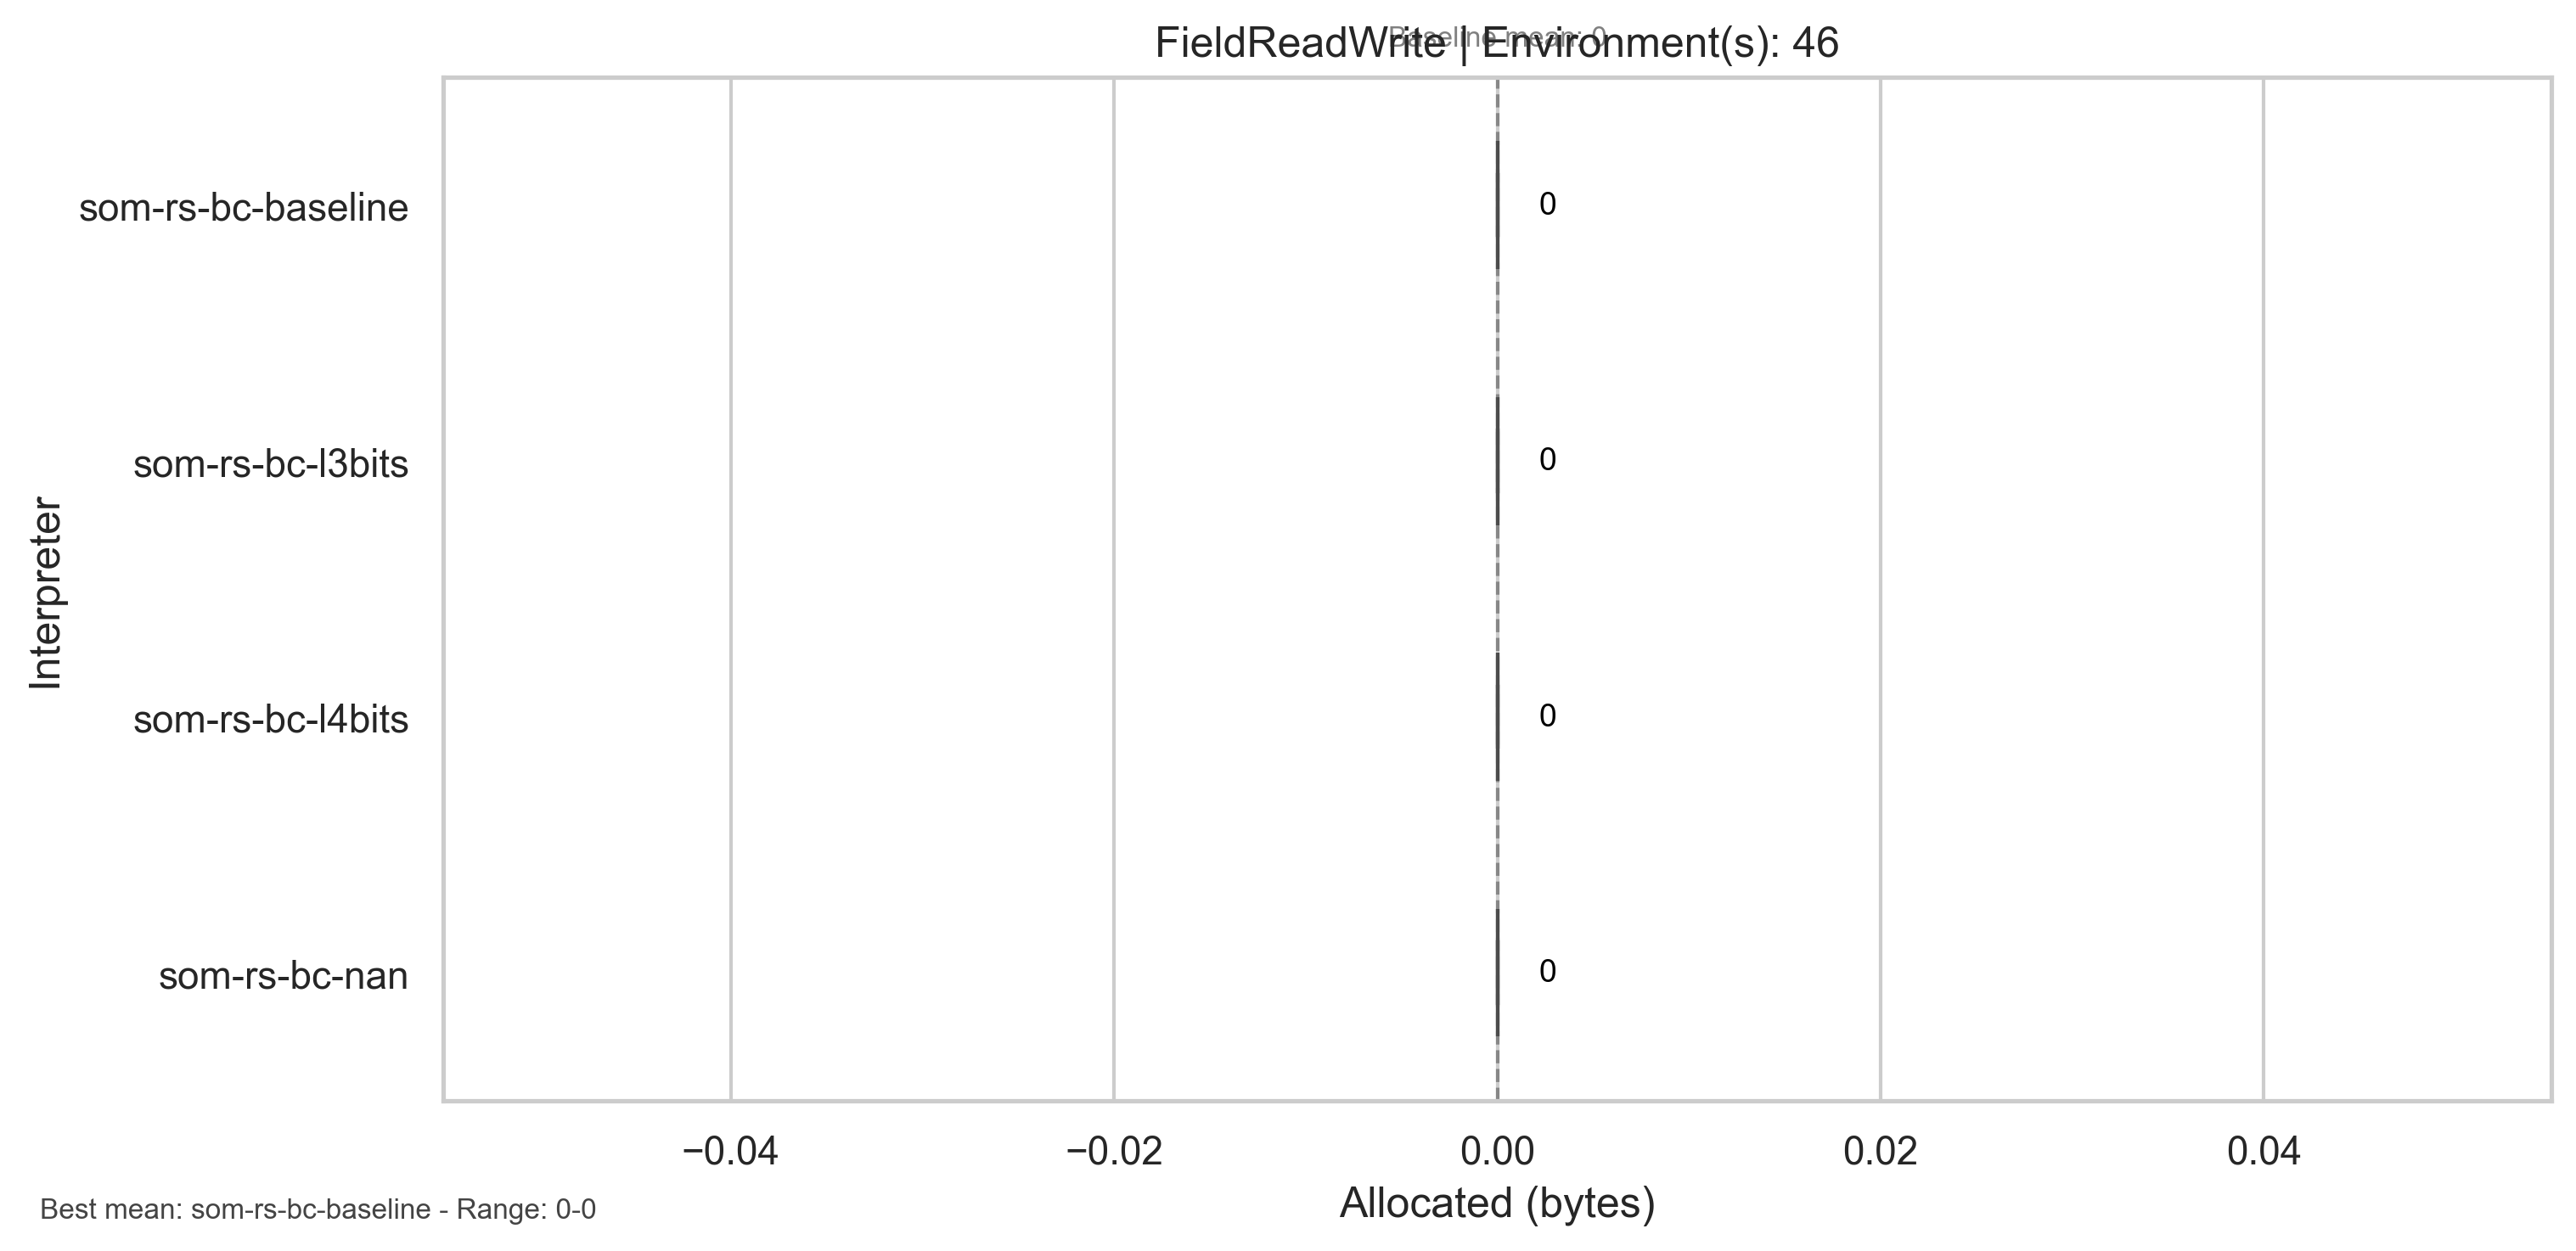 Baseline mean: 0
FieldReadWrite | Environment(s): 46
Interpreter
som-rs-bc-baseline
0
som-rs-bc-l3bits
0
som-rs-bc-l4bits
0
som-rs-bc-nan
0
−0.04
−0.02
0.00
0.02
0.04
Allocated (bytes)
Best mean: som-rs-bc-baseline - Range: 0-0